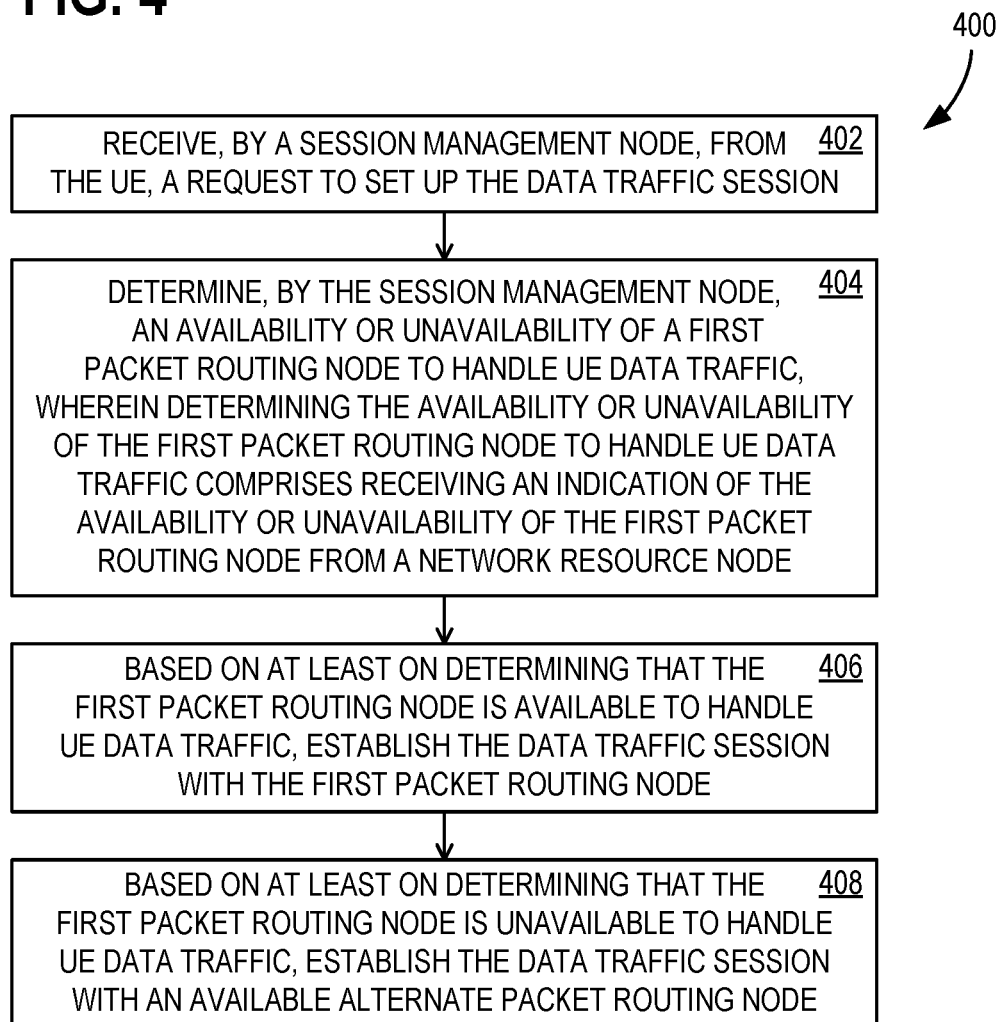 FIG. 4
400
RECEIVE, BY A SESSION MANAGEMENT NODE, FROM 402
THE UE, A REQUEST TO SET UP THE DATA TRAFFIC SESSION
DETERMINE, BY THE SESSION MANAGEMENT NODE, 404
AN AVAILABILITY OR UNAVAILABILITY OF A FIRST
PACKET ROUTING NODE TO HANDLE UE DATA TRAFFIC,
WHEREIN DETERMINING THE AVAILABILITY OR UNAVAILABILITY
OF THE FIRST PACKET ROUTING NODE TO HANDLE UE DATA
TRAFFIC COMPRISES RECEIVING AN INDICATION OF THE
AVAILABILITY OR UNAVAILABILITY OF THE FIRST PACKET
ROUTING NODE FROM A NETWORK RESOURCE NODE
BASED ON AT LEAST ON DETERMINING THAT THE 406
FIRST PACKET ROUTING NODE IS AVAILABLE TO HANDLE
UE DATA TRAFFIC, ESTABLISH THE DATA TRAFFIC SESSION
WITH THE FIRST PACKET ROUTING NODE
BASED ON AT LEAST ON DETERMINING THAT THE 408
FIRST PACKET ROUTING NODE IS UNAVAILABLE TO HANDLE
UE DATA TRAFFIC, ESTABLISH THE DATA TRAFFIC SESSION
WITH AN AVAILABLE ALTERNATE PACKET ROUTING NODE